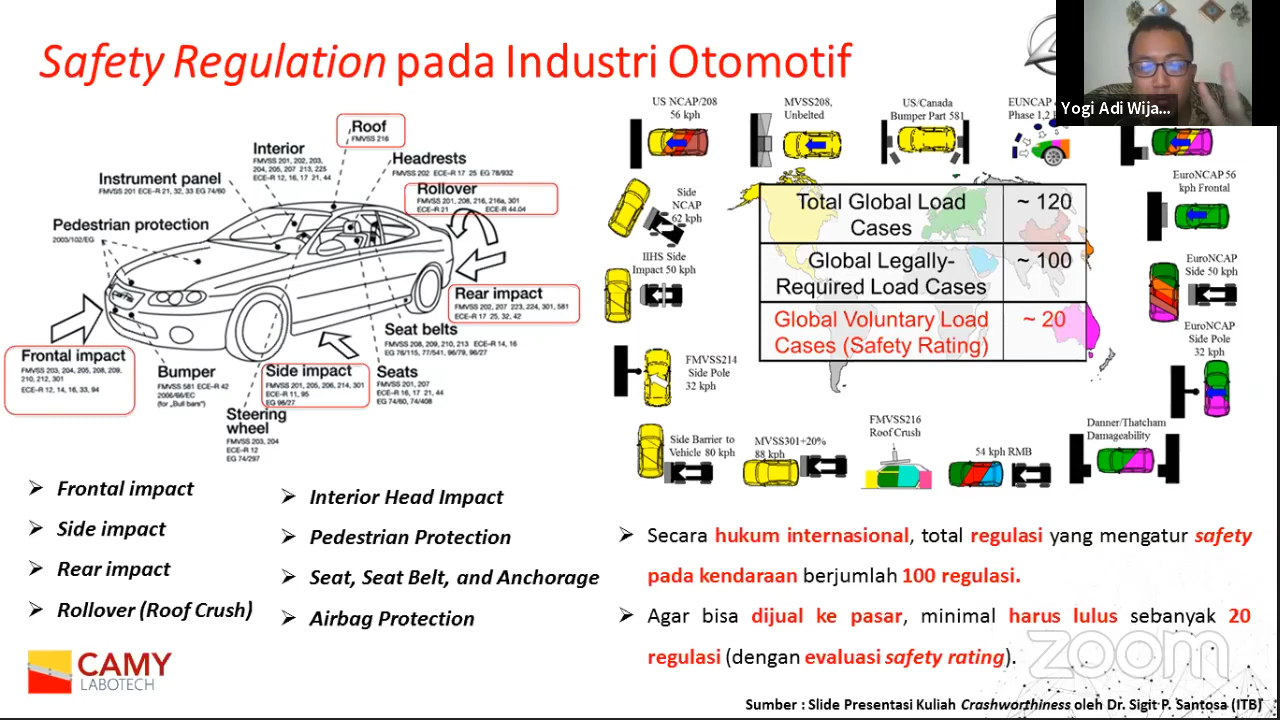 Safety Regulation pada Industri Otomotif
Yogi Adi Wija...
Roof
FMVSS 216
Interior
FMVSS 201, 202, 203,
204, 205, 207, 213, 225
ECE-R 12, 16, 17 21, 44
Headrests
FMVSS 202 ECE-R 17 25 EG 78/932
Instrument panel
FMVSS 201 ECE-R 21, 32, 33 EG 74/60
Rollover
FMVSS 201, 208, 216, 216a, 301
ECE-R 21 ECE-R 44.04
Pedestrian protection
2003/102/EG
Rear impact
FMVSS 202, 207 223, 224, 301, 581
ECE-R 17 25, 32, 42
Seat belts
FMVSS 208, 209, 210, 213 ECE-R 14, 16
EG 76/115, 77/541, 96/79, 96/27
Frontal impact
FMVSS 203, 204, 205, 208, 209,
210, 212, 301
ECE-R 12, 14, 16, 33, 94
Bumper
FMVSS 581 ECE-R 42
2006/66/EC
(for „Bull bars")
Side impact
FMVSS 201, 205, 206, 214, 301
ECE-R 11, 95
EG 96/27
Seats
FMVSS 201, 207
ECE-R 16, 17, 21, 44
EG 74/60, 74/408
Steering
wheel
FMVSS 203, 204
ECE-R 12
EG 74/297
US NCAP/208
56 kph
MVSS208,
Unbelted
US/Canada
Bumper Part 581
EUNCAP
Phase 1,2
Side
NCAP
62 kph
EuroNCAP 56
kph Frontal
IIHS Side
Impact 50 kph
EuroNCAP
Side 50 kph
FMVSS214
Side Pole
32 kph
EuroNCAP
Side Pole
32 kph
Side Barrier to
Vehicle 80 kph
MVSS301+20%
88 kph
FMVSS216
Roof Crush
54 kph RMB
Danner/Thatcham
Damageability
Total Global Load
Cases
~ 120
Global Legally-
Required Load Cases
~ 100
Global Voluntary Load
Cases (Safety Rating)
~ 20
➢ Frontal impact
➢ Side impact
➢ Rear impact
➢ Rollover (Roof Crush)
➢ Interior Head Impact
➢ Pedestrian Protection
➢ Seat, Seat Belt, and Anchorage
➢ Airbag Protection
➢ Secara hukum internasional, total regulasi yang mengatur safety
pada kendaraan berjumlah 100 regulasi.
➢ Agar bisa dijual ke pasar, minimal harus lulus sebanyak 20
regulasi (dengan evaluasi safety rating).
CAMY
LABOTECH
zoom
Sumber : Slide Presentasi Kuliah Crashworthiness oleh Dr. Sigit P. Santosa (ITB)